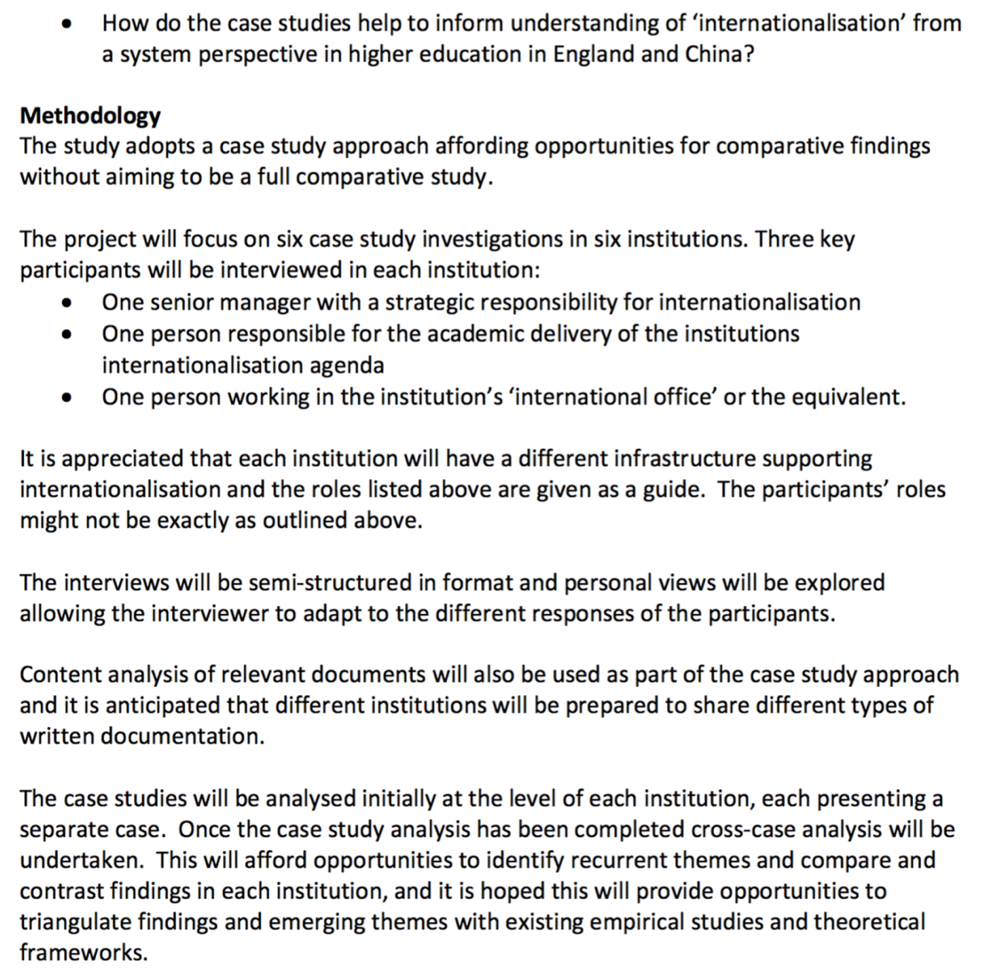 • How do the case studies help to inform understanding of ‘internationalisation’ from
a system perspective in higher education in England and China?
Methodology
The study adopts a case study approach affording opportunities for comparative findings
without aiming to be a full comparative study.
The project will focus on six case study investigations in six institutions. Three key
participants will be interviewed in each institution:
• One senior manager with a strategic responsibility for internationalisation
• One person responsible for the academic delivery of the institutions
internationalisation agenda
• One person working in the institution’s ‘international office’ or the equivalent.
It is appreciated that each institution will have a different infrastructure supporting
internationalisation and the roles listed above are given as a guide.  The participants’ roles
might not be exactly as outlined above.
The interviews will be semi-structured in format and personal views will be explored
allowing the interviewer to adapt to the different responses of the participants.
Content analysis of relevant documents will also be used as part of the case study approach
and it is anticipated that different institutions will be prepared to share different types of
written documentation.
The case studies will be analysed initially at the level of each institution, each presenting a
separate case.  Once the case study analysis has been completed cross-case analysis will be
undertaken.  This will afford opportunities to identify recurrent themes and compare and
contrast findings in each institution, and it is hoped this will provide opportunities to
triangulate findings and emerging themes with existing empirical studies and theoretical
frameworks.